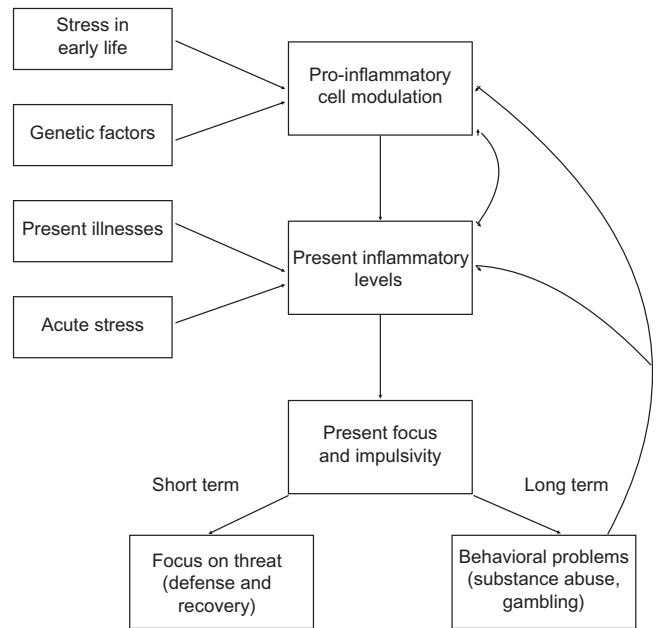 Stress in
early life
Pro-inflammatory
cell modulation
Genetic factors
Present illnesses
Present inflammatory
levels
Acute stress
Present focus
and impulsivity
Short term
Long term
Focus on threat
(defense and
recovery)
Behavioral problems
(substance abuse,
gambling)